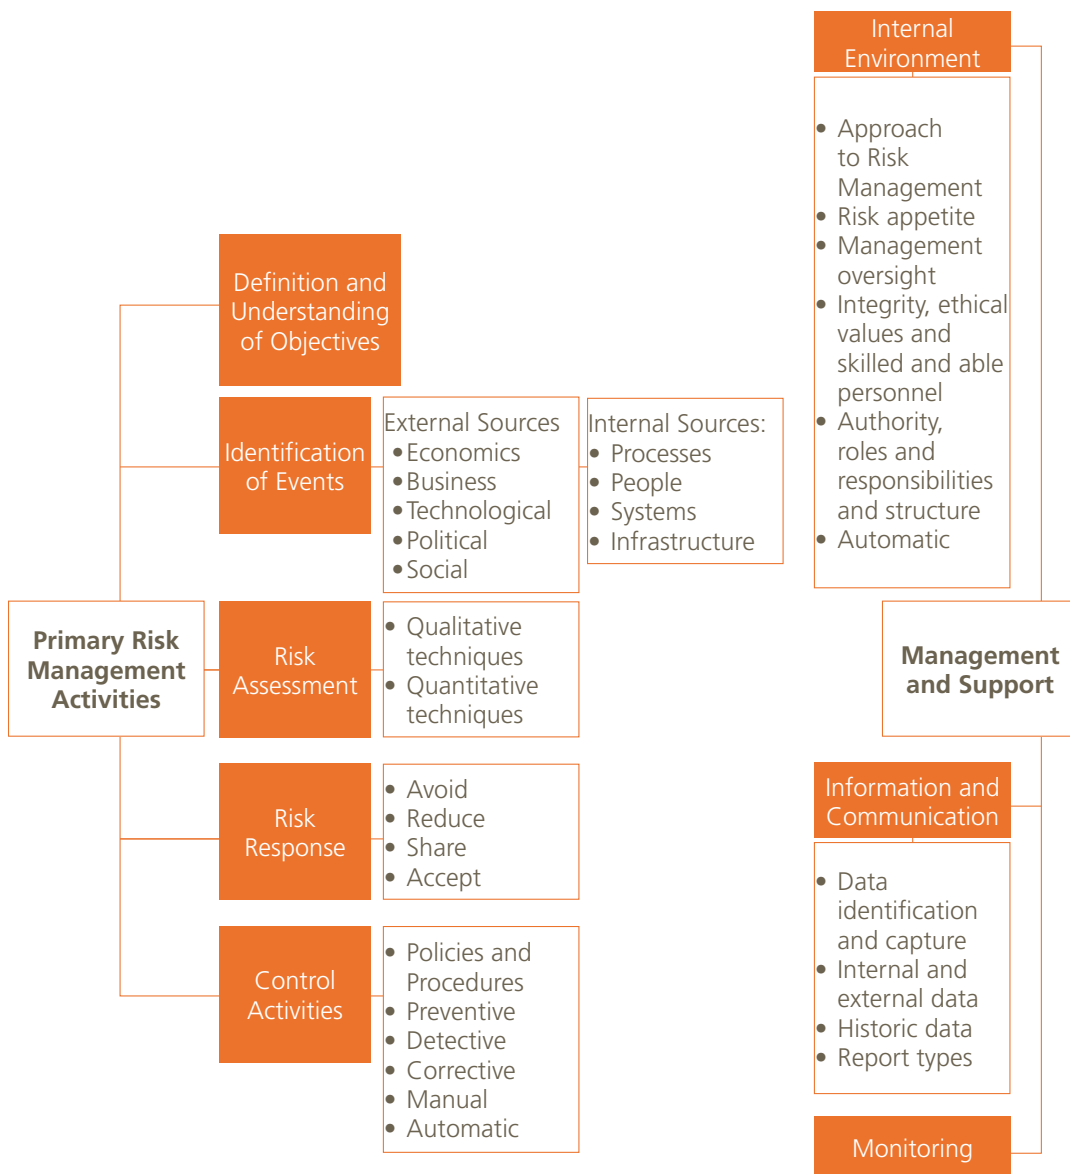 Primary Risk
Management
Activities
Definition and
Understanding
of Objectives
Identification
of Events
External Sources
•Economics
•Business
•Technological
•Political
•Social
Internal Sources:
• Processes
• People
• Systems
• Infrastructure
Risk
Assessment
• Qualitative
techniques
• Quantitative
techniques
Risk
Response
• Avoid
• Reduce
• Share
• Accept
Control
Activities
• Policies and
Procedures
• Preventive
• Detective
• Corrective
• Manual
• Automatic
Internal
Environment
• Approach
to Risk
Management
• Risk appetite
• Management
oversight
• Integrity, ethical
values and
skilled and able
personnel
• Authority,
roles and
responsibilities
and structure
• Automatic
Management
and Support
Information and
Communication
• Data
identification
and capture
• Internal and
external data
• Historic data
• Report types
Monitoring